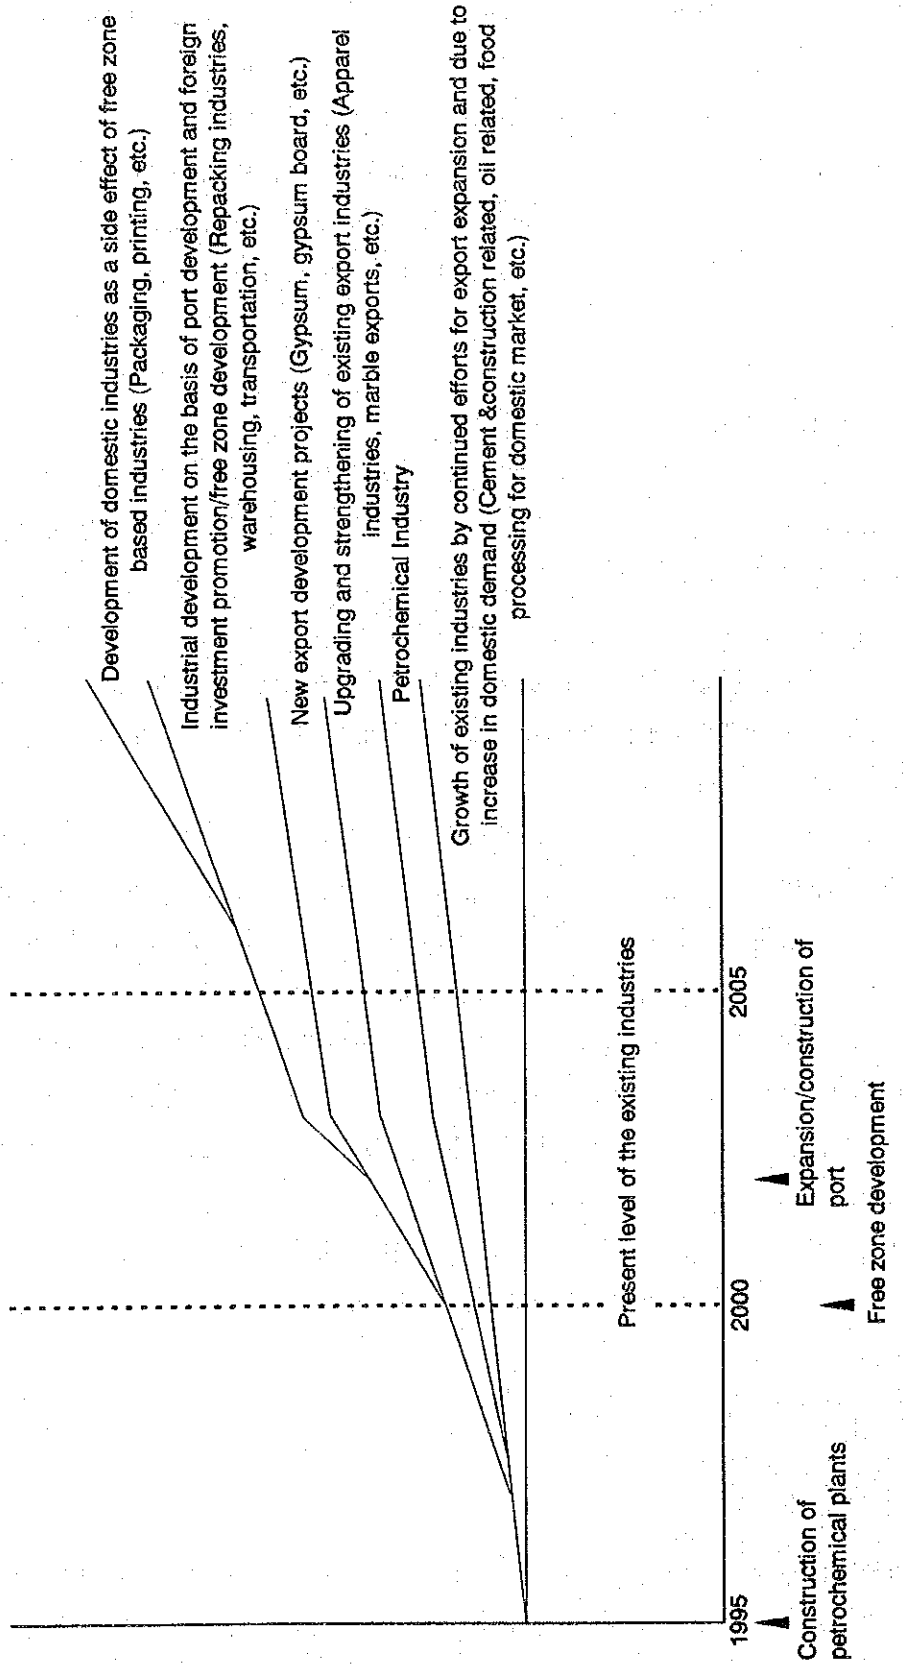 Development of domestic industries as a side effect of free zone
based industries (Packaging, printing, etc.)
Industrial development on the basis of port development and foreign
investment promotion/free zone development (Repacking industries,
warehousing, transportation, etc.)
New export development projects (Gypsum, gypsum board, etc.)
Upgrading and strengthening of existing export industries (Apparel
industries, marble exports, etc.)
Petrochemical Industry
Growth of existing industries by continued efforts for export expansion and due to
increase in domestic demand (Cement &construction related, oil related, food
processing for domestic market, etc.)
Present level of the existing industries
1995
2000
2005
Construction of
petrochemical plants
Expansion/construction of
port
Free zone development